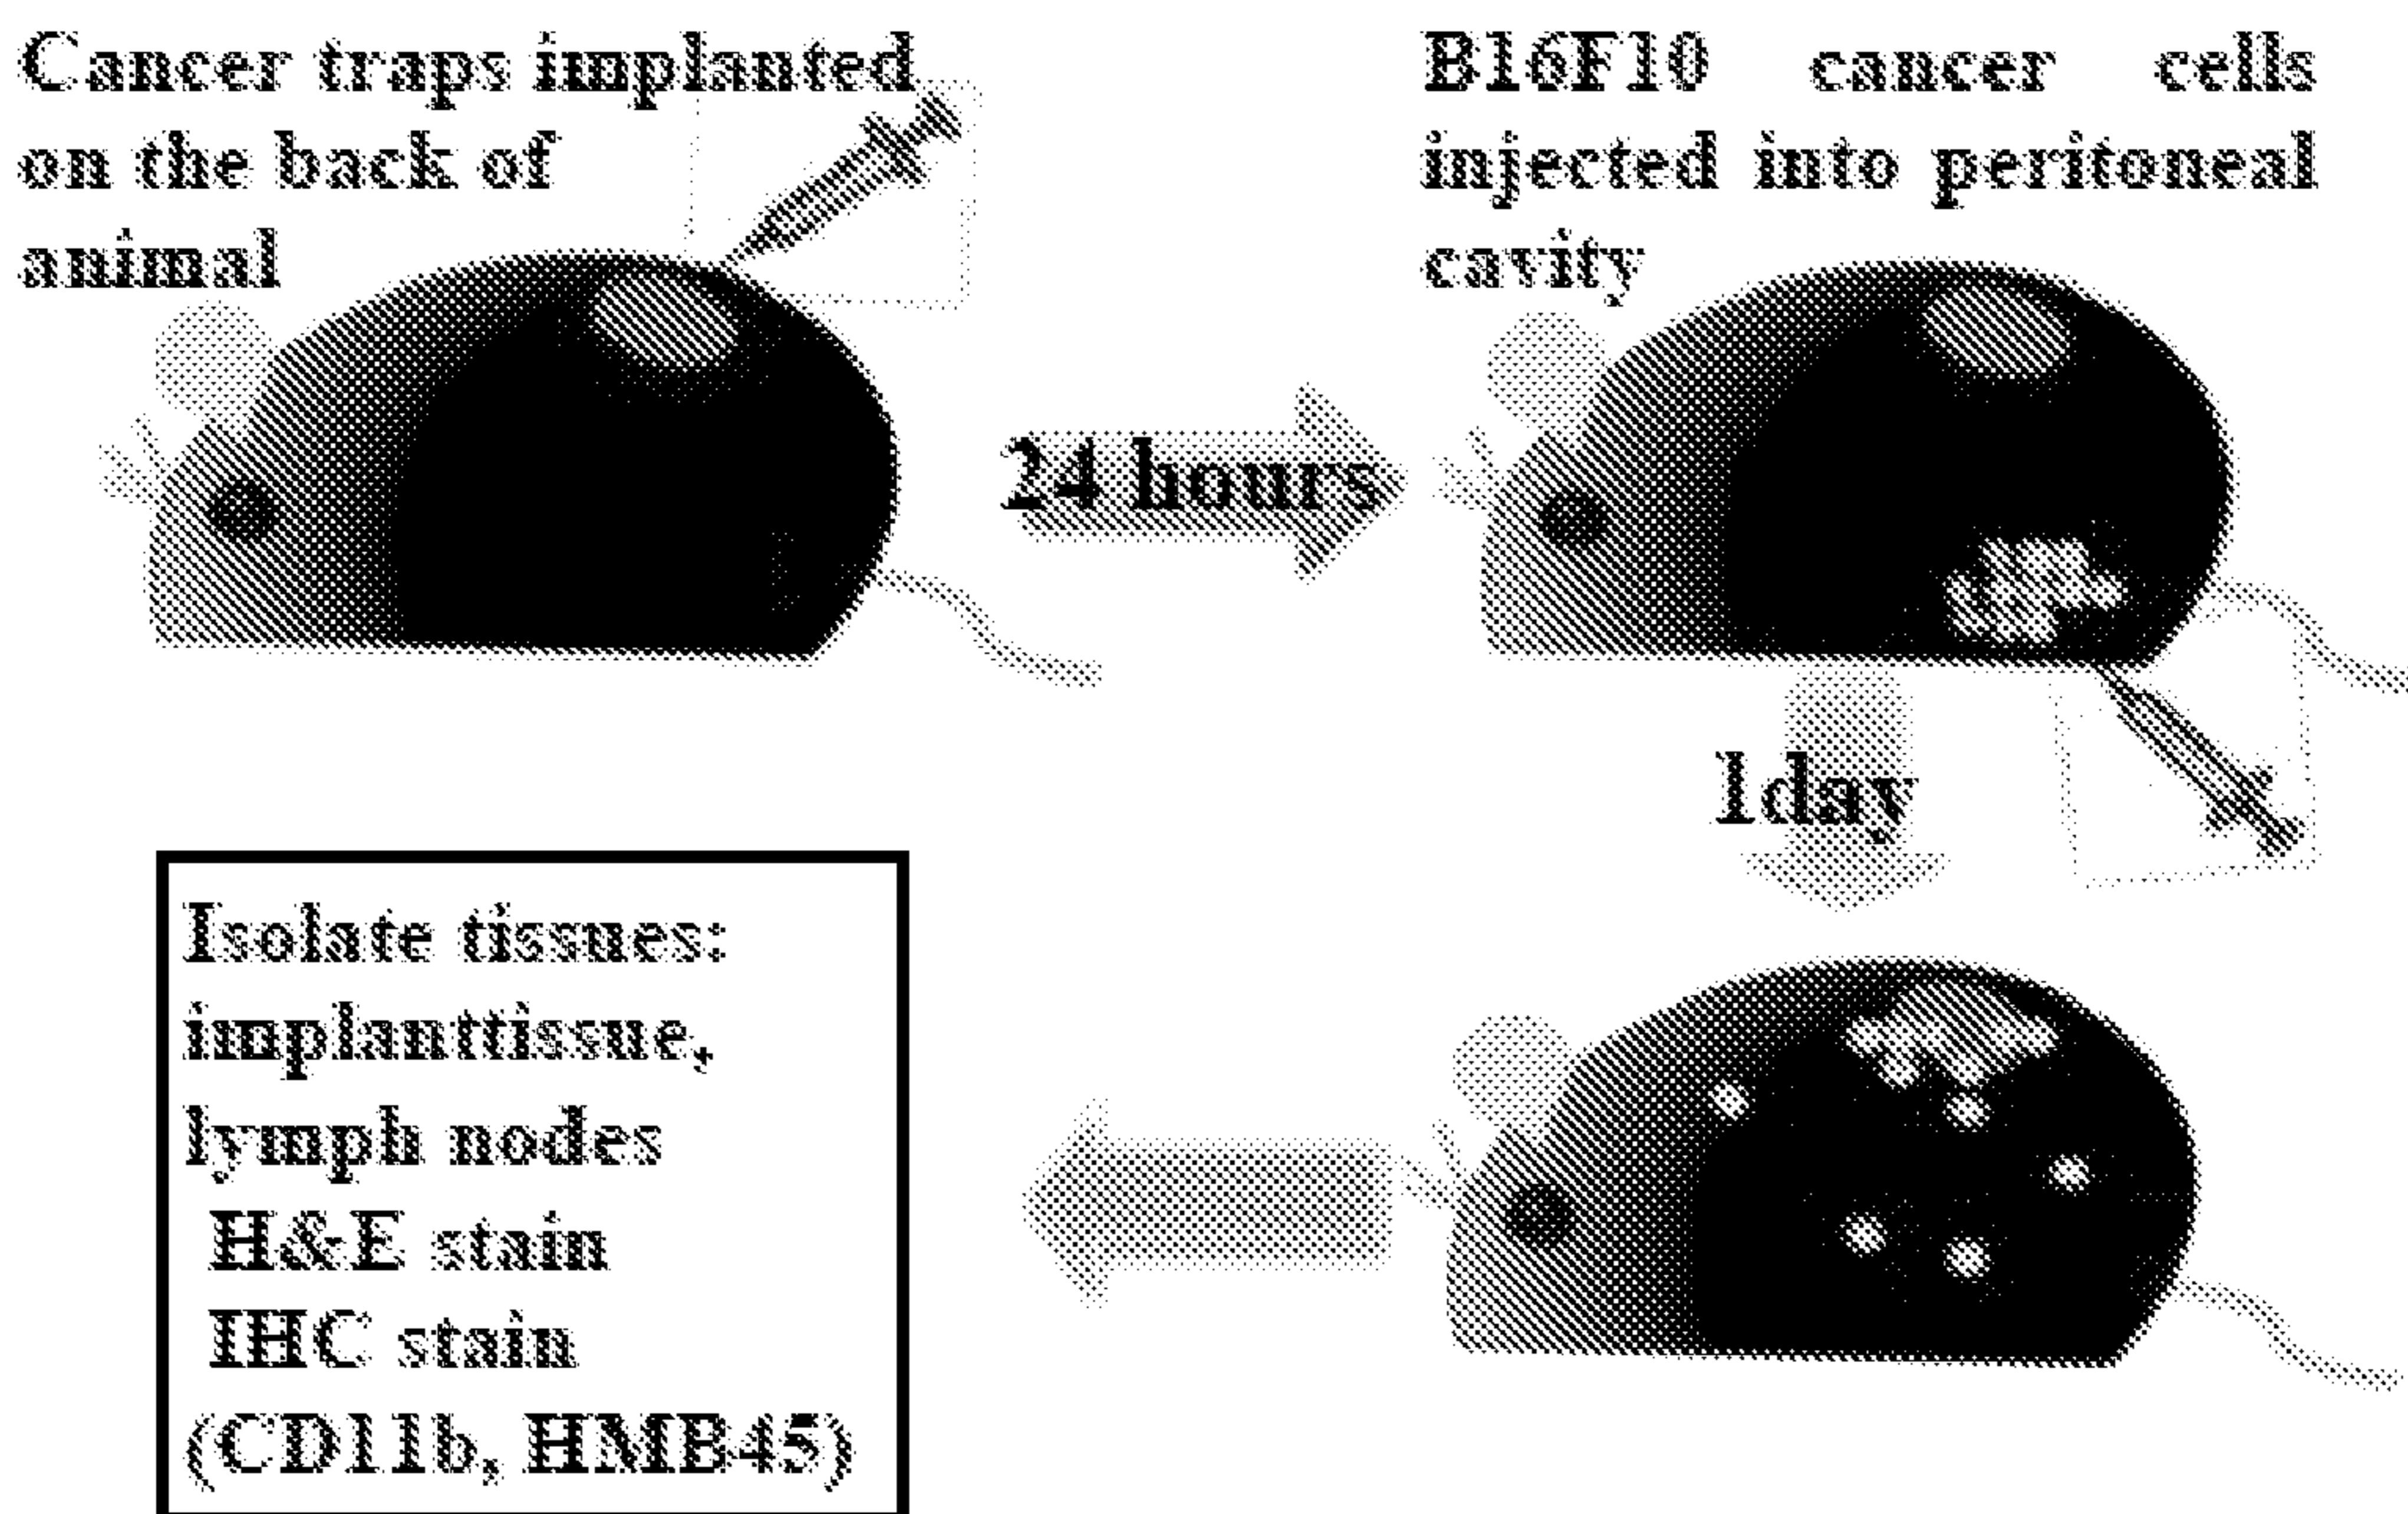 Cancer traps implanted
on the back of
animal
B16F10 cancer cells
injected into peritoneal
cavity
24 hours
1day
Isolate tissues:
implanttissue,
lymph nodes
H&E stain
IHC stain
(CD11b, HMB45)